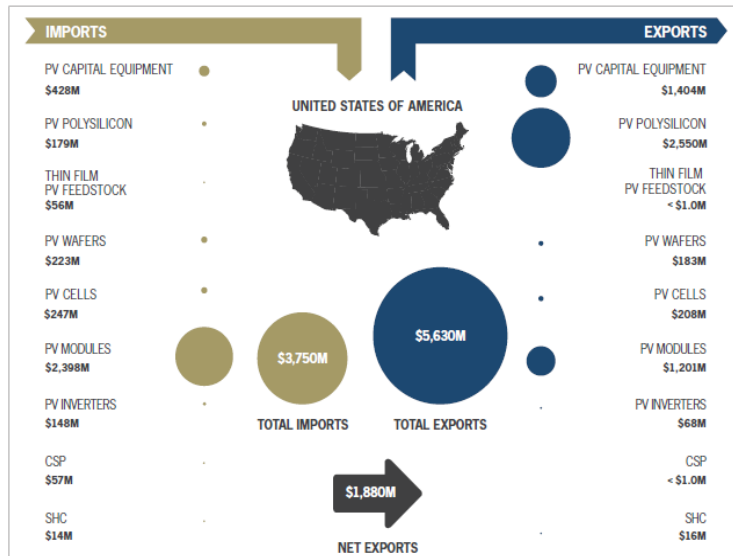 IMPORTS
EXPORTS
PV CAPITAL EQUIPMENT
$428M
PV POLYSILICON
$179M
THIN FILM
PV FEEDSTOCK
$56M
PV WAFERS
$223M
PV CELLS
$247M
PV MODULES
$2,398M
PV INVERTERS
$148M
CSP
$57M
SHC
$14M
UNITED STATES OF AMERICA
$3,750M
TOTAL IMPORTS
$5,630M
TOTAL EXPORTS
$1,880M
NET EXPORTS
PV CAPITAL EQUIPMENT
$1,404M
PV POLYSILICON
$2,550M
THIN FILM
PV FEEDSTOCK
< $1.0M
PV WAFERS
$183M
PV CELLS
$208M
PV MODULES
$1,201M
PV INVERTERS
$68M
CSP
< $1.0M
SHC
$16M